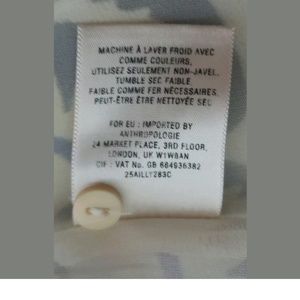 MACHINE À LAVER FROID AVEC
COMME COULEURS,
UTILISEZ SEULEMENT NON-JAVEL.
TUMBLE SEC FAIBLE
FAIBLE COMME FER NÉCESSAIRES.
PEUT-ÊTRE ÊTRE NETTOYÉE SEC
FOR EU : IMPORTED BY
ANTHROPOLOGIE
24 MARKET PLACE, 3RD FLOOR,
LONDON, UK W1W8AN
CIF : VAT No. GB 684936382
25AILLY283C